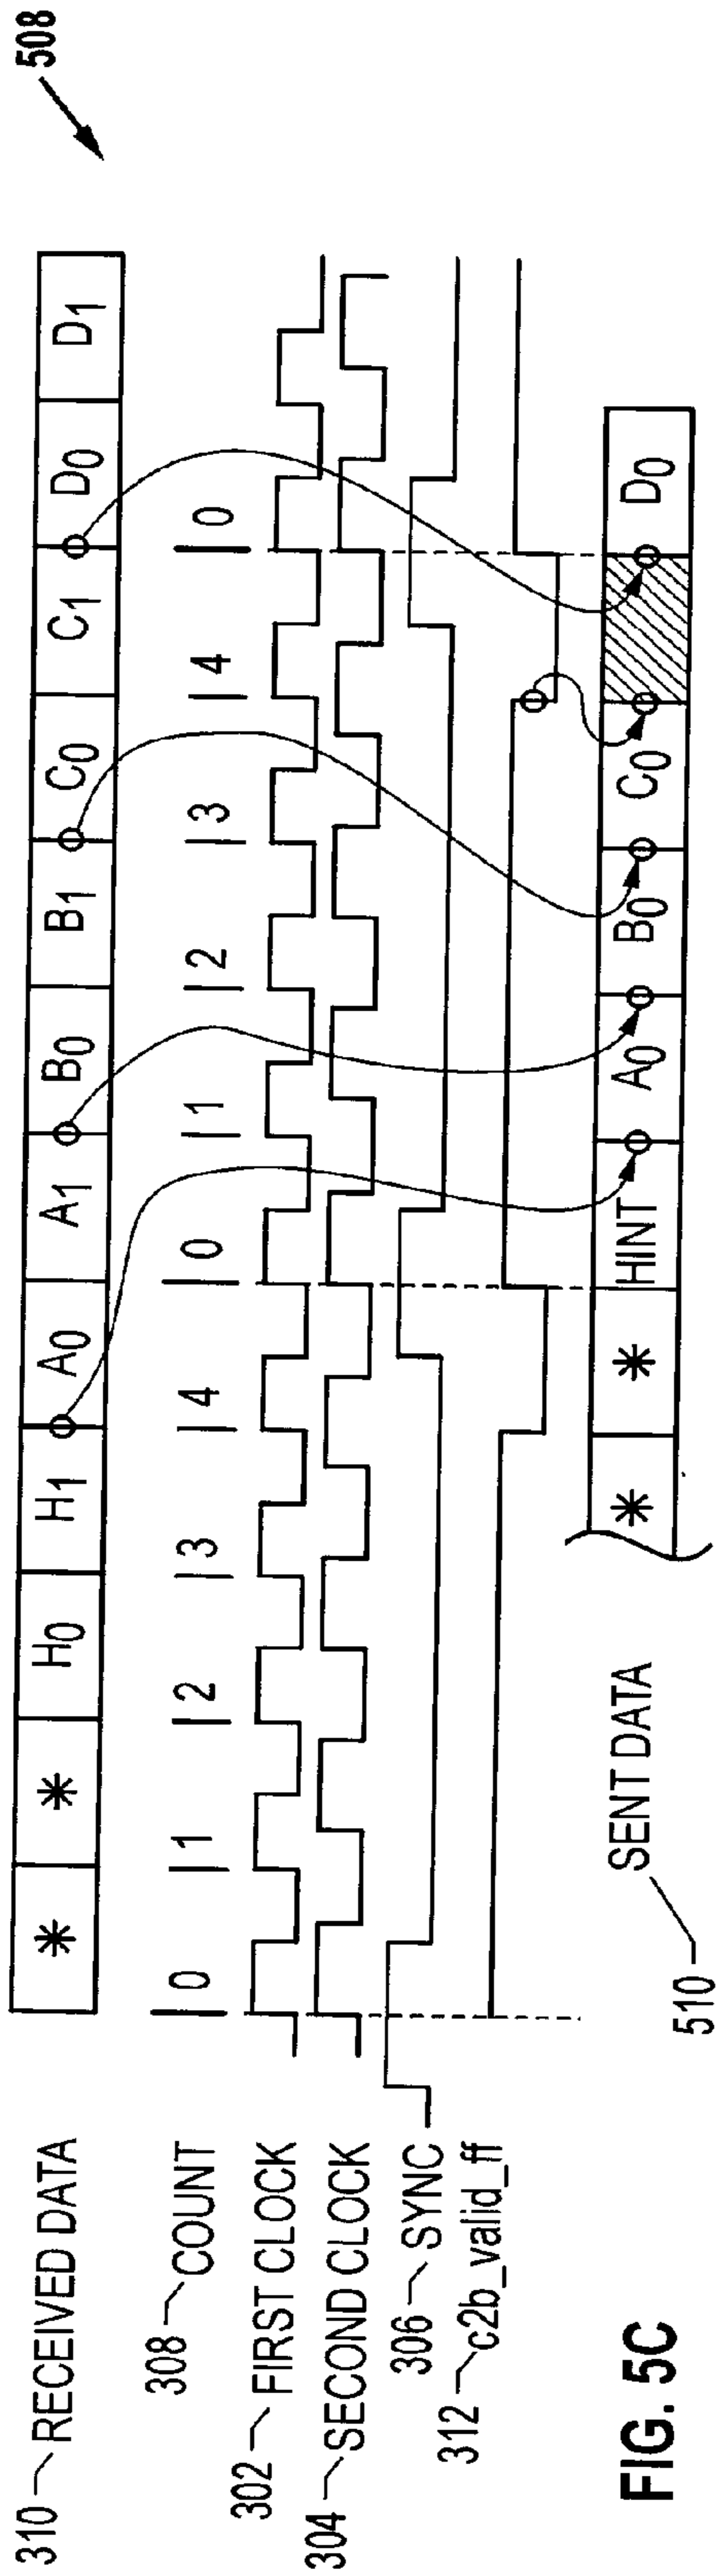 508
310 RECEIVED DATA * * H0 H1 A0 A1 B0 B1 C0 C1 D0 D1
308 COUNT |0 |1 |2 |3 |4 |0 |1 |2 |3 |4 |0
302 FIRST CLOCK
304 SECOND CLOCK
306 SYNC
312 c2b_valid_ff
510 SENT DATA * * HINT A0 B0 C0 D0
FIG. 5C